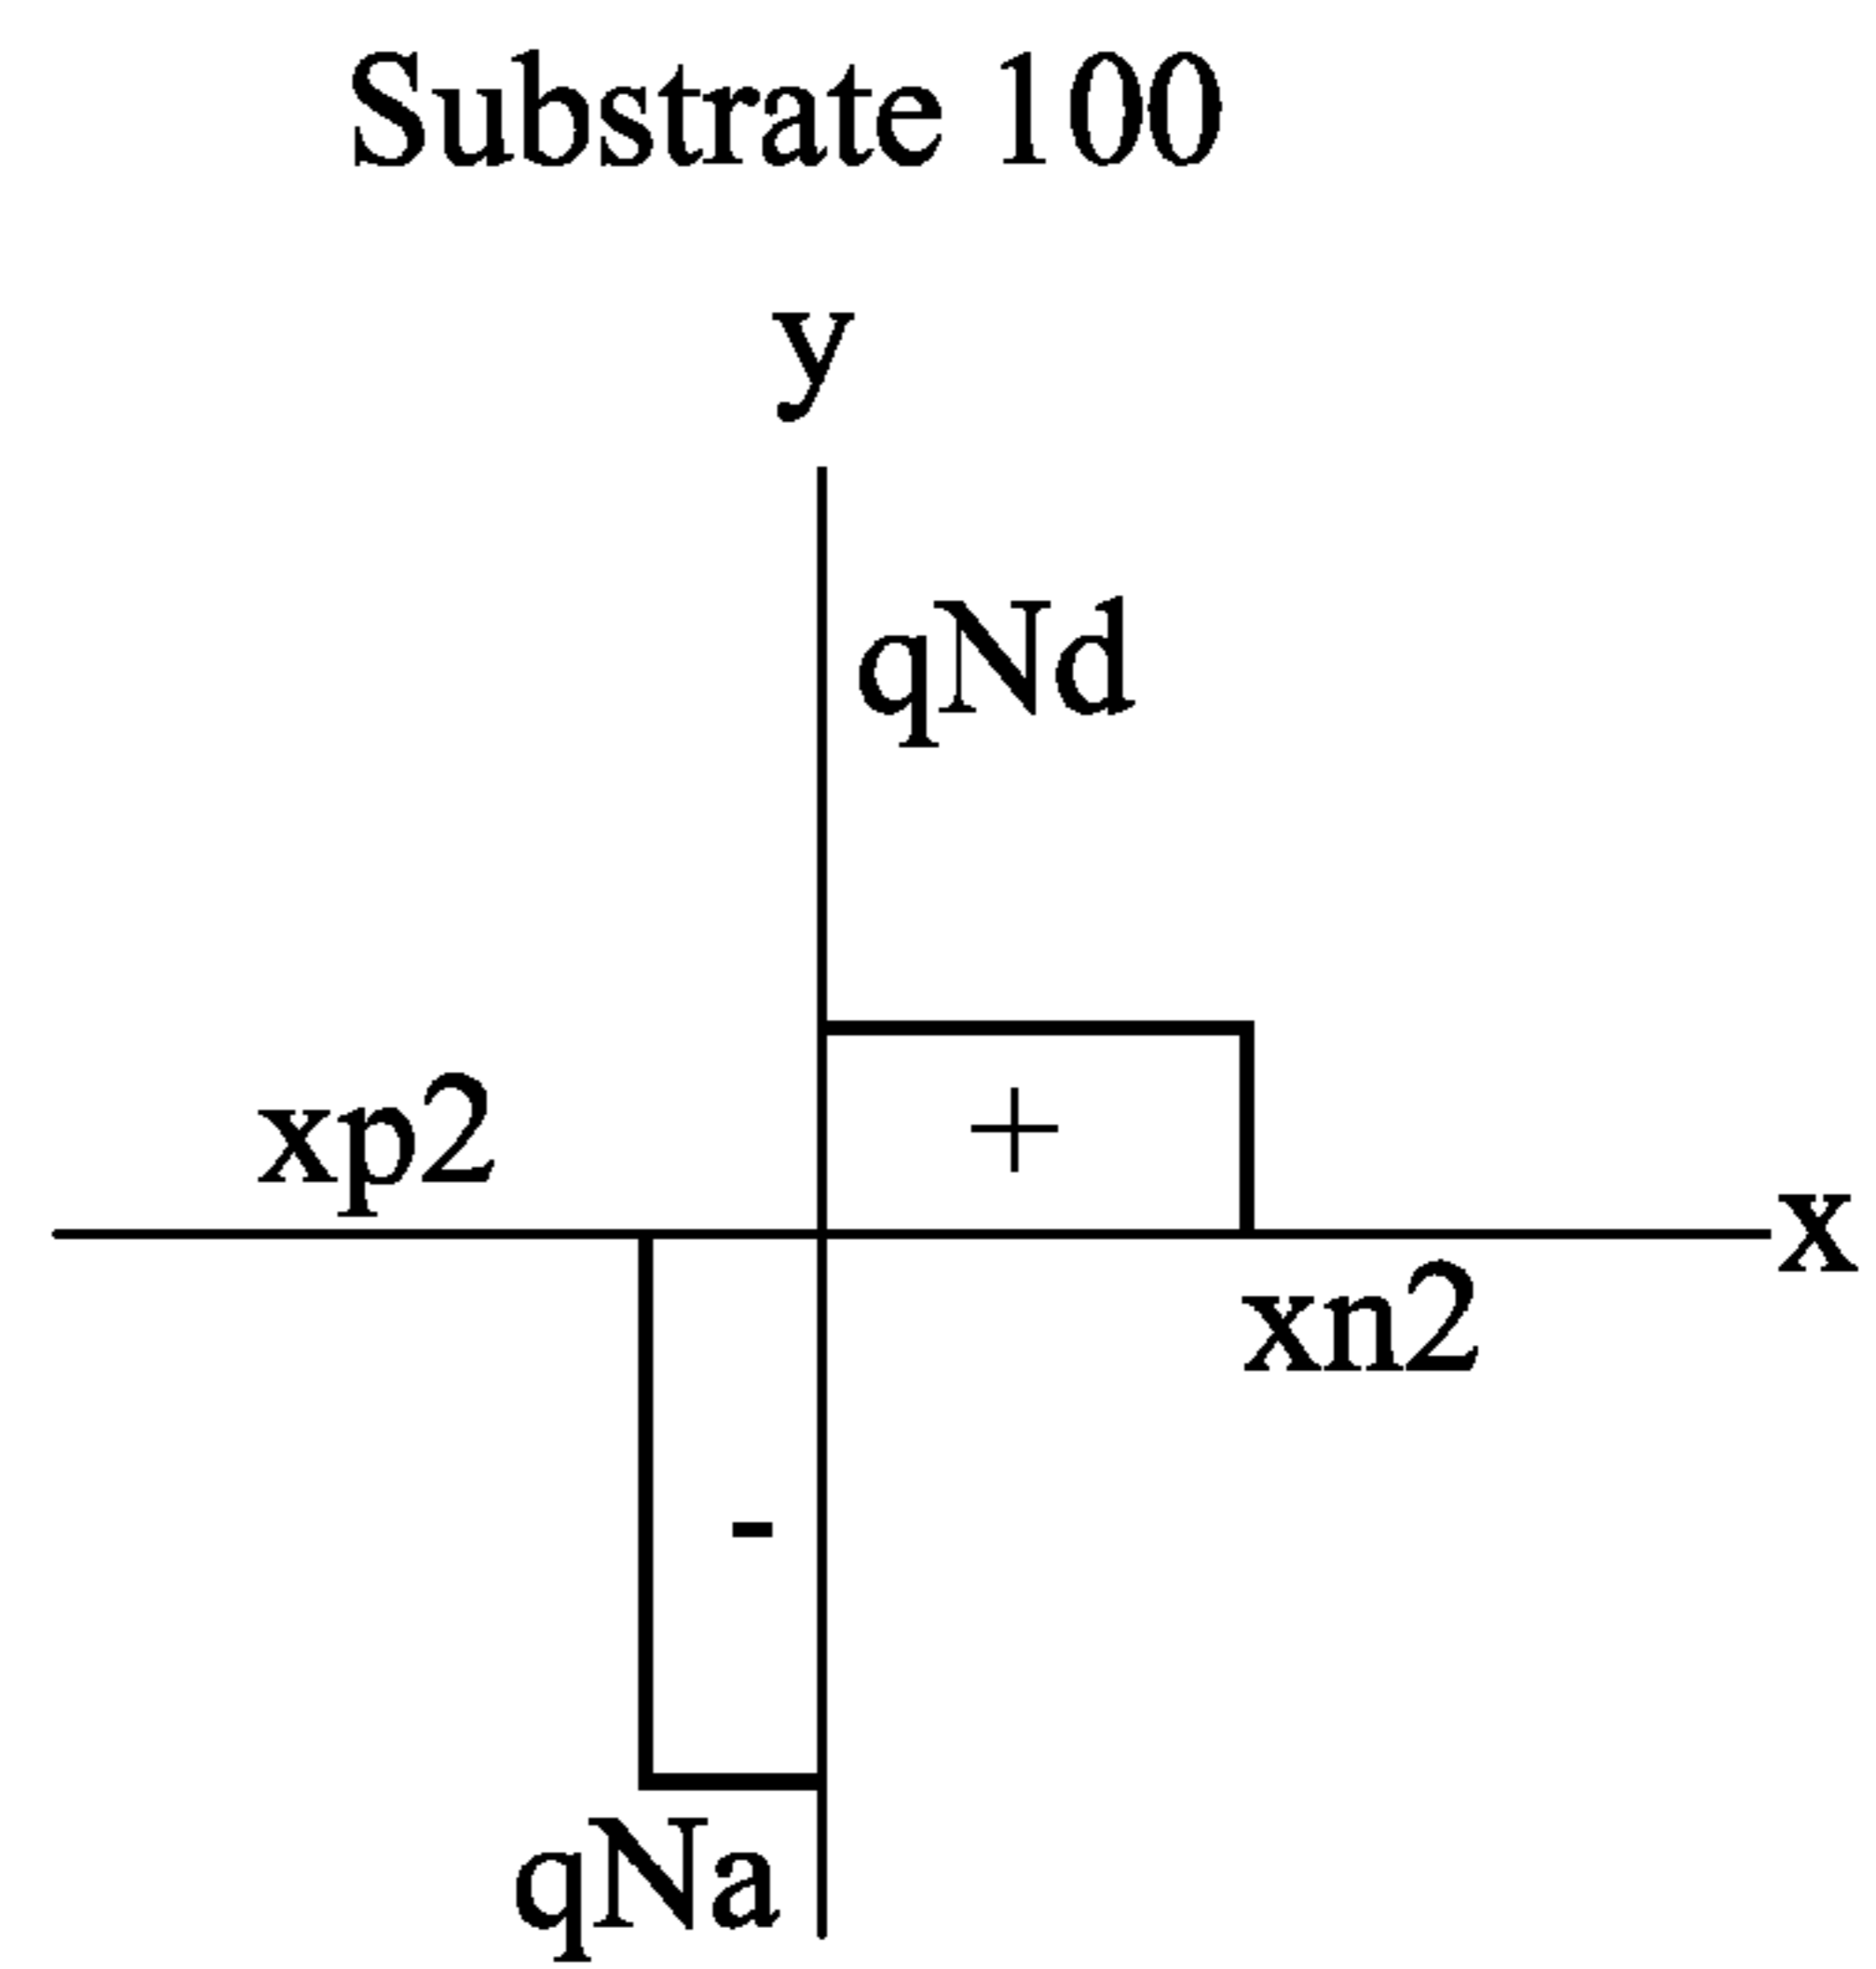 Substrate 100
y
qNd
xp2
+
x
xn2
-
qNa